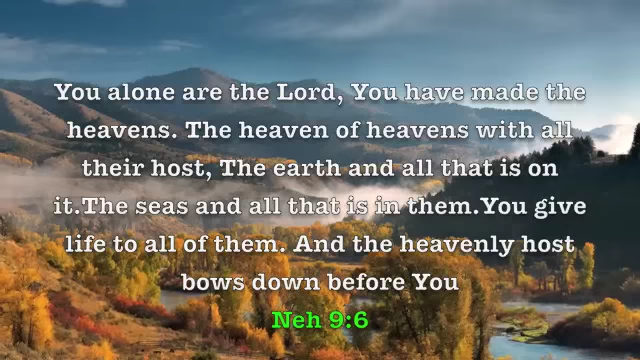 You alone are the Lord, You have made the
heavens. The heaven of heavens with all
their host, The earth and all that is on
it.The seas and all that is in them.You give
life to all of them. And the heavenly host
bows down before You
Neh 9:6